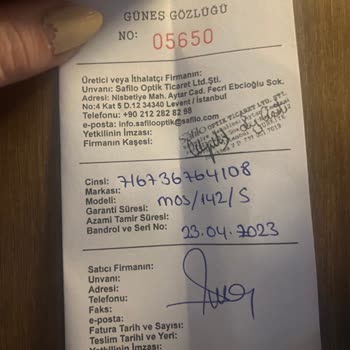 GÜNEŞ GÖZLÜĞÜ
NO: 05650
Üretici veya İthalatçı Firmanın:
Unvanı: Safilo Optik Ticaret Ltd.Şti.
Adresi: Nisbetiye Mah. Aytar Cad. Fecri Ebcioğlu Sok.
No:4 Kat 5 D.12 34340 Levent / İstanbul
Telefonu: +90 212 282 82 98
e-posta: info.safilooptik@safilo.com
Yetkilinin İmzası:
Firmanın Kaşesi:
Cinsi: 716736764108
Markası:
Modeli: mos/142/S
Garanti Süresi:
Azami Tamir Süresi:
Bandrol ve Seri No: 23.04.2023
Satıcı Firmanın:
Unvanı:
Adresi:
Telefonu:
Faks:
e-posta:
Fatura Tarih ve Sayısı:
Teslim Tarihi ve Yeri:
Yetkilinin İmzası: